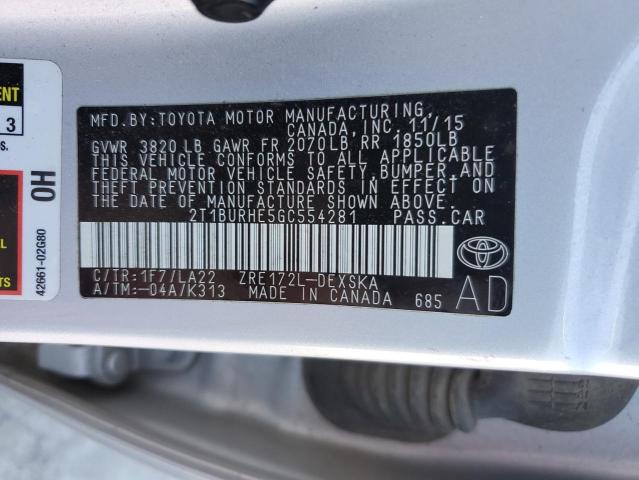 MFD. BY:TOYOTA MOTOR MANUFACTURING,
CANADA, INC. 11/15
GVWR 3820 LB GAWR FR 2070LB, RR 1850LB
THIS VEHICLE CONFORMS TO ALL APPLICABLE
FEDERAL MOTOR VEHICLE SAFETY, BUMPER, AND
THEFT PREVENTION STANDARDS IN EFFECT ON
THE DATE OF MANUFACTURE SHOWN ABOVE.
2T1BURHE5GC554281 PASS.CAR
C/TR:1F7/LA22 ZRE172L-DEXSKA
A/TM:-04A/K313 MADE IN CANADA 685
AD
3
OH
42661-02G80